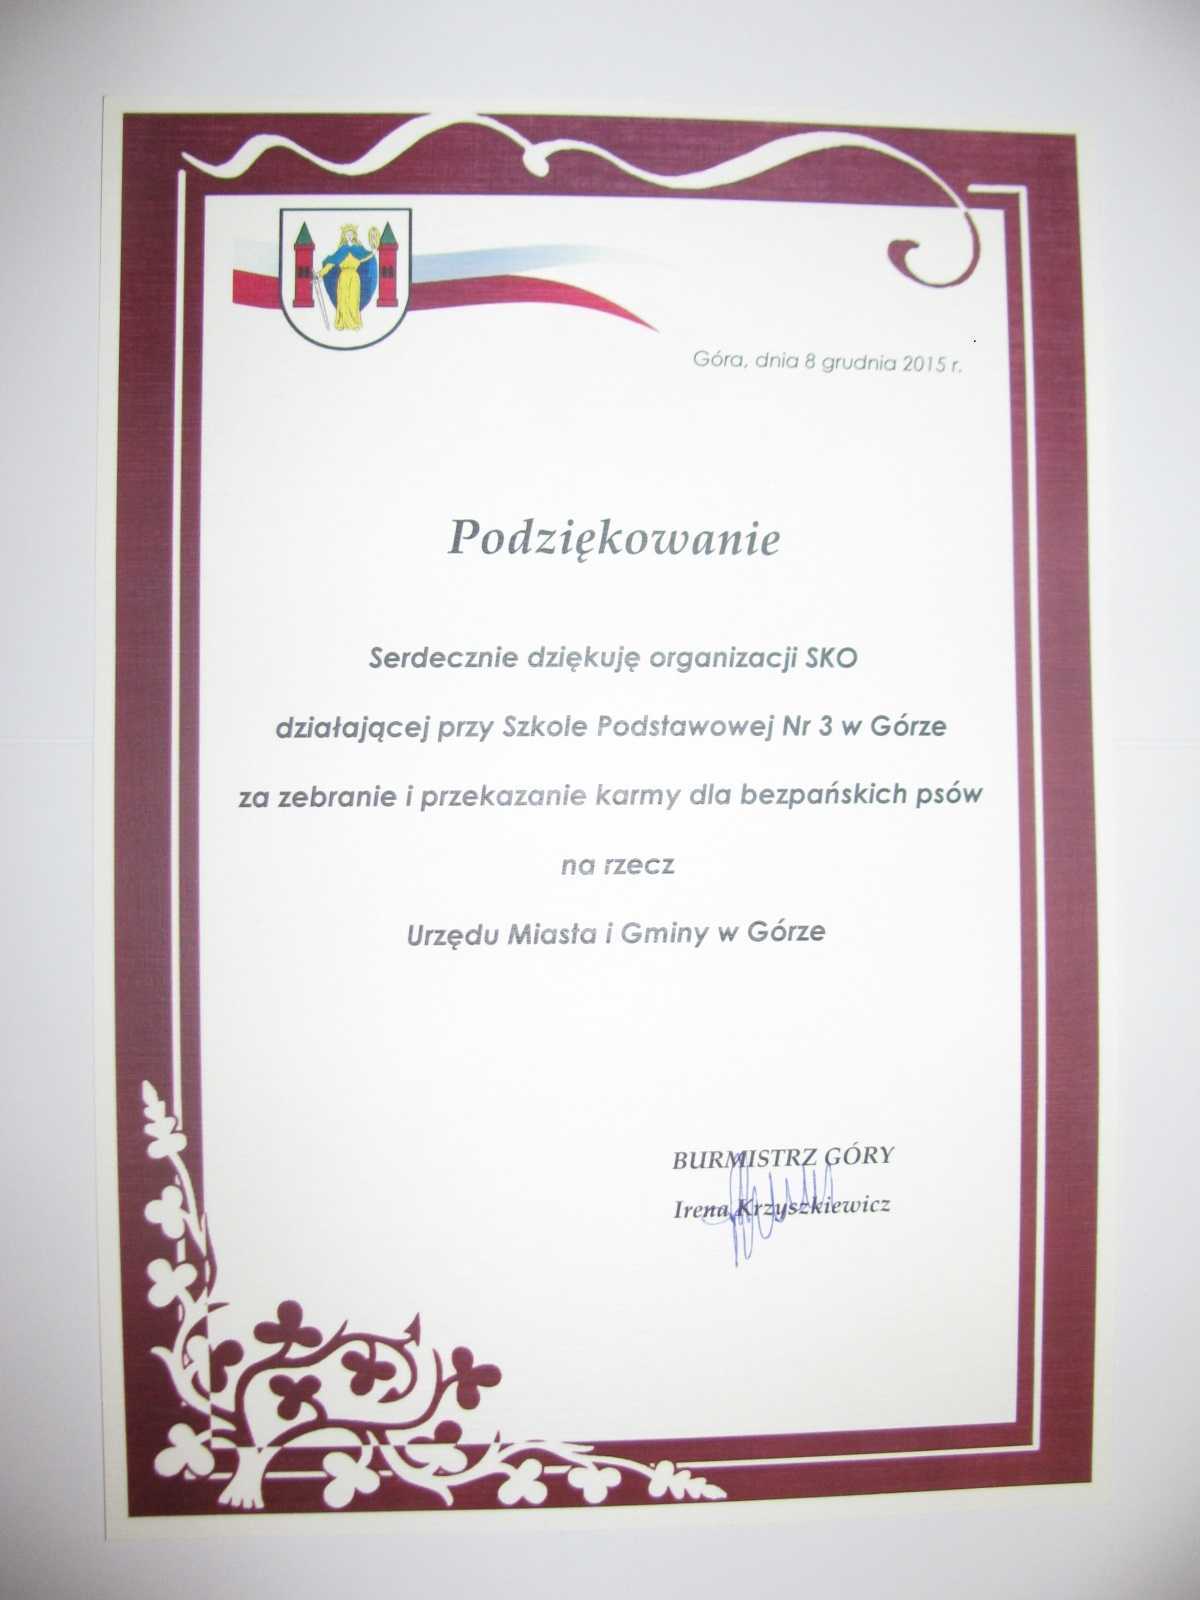 Góra, dnia 8 grudnia 2015 r.
Podziękowanie
Serdecznie dziękuję organizacji SKO
działającej przy Szkole Podstawowej Nr 3 w Górze
za zebranie i przekazanie karmy dla bezpańskich psów
na rzecz
Urzędu Miasta i Gminy w Górze
BURMISTRZ GÓRY
Irena Krzyszkiewicz